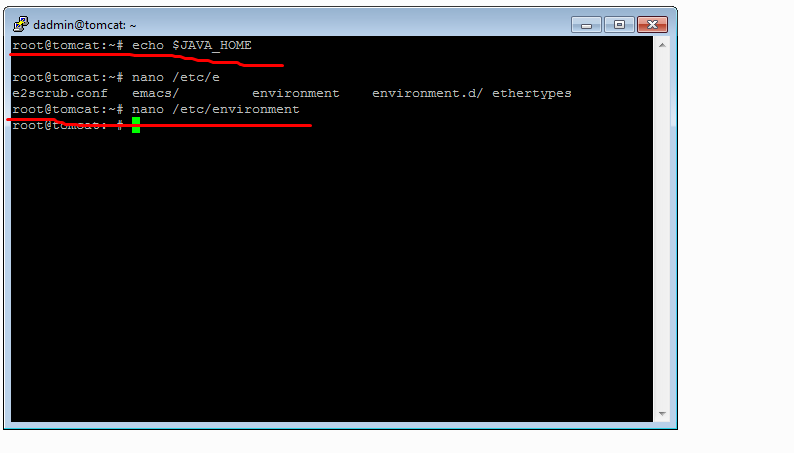 dadmin@tomcat: ~
root@tomcat:~# echo $JAVA_HOME
root@tomcat:~# nano /etc/e
e2scrub.conf emacs/ environment environment.d/ ethertypes
root@tomcat:~# nano /etc/environment
root@tomcat:~#